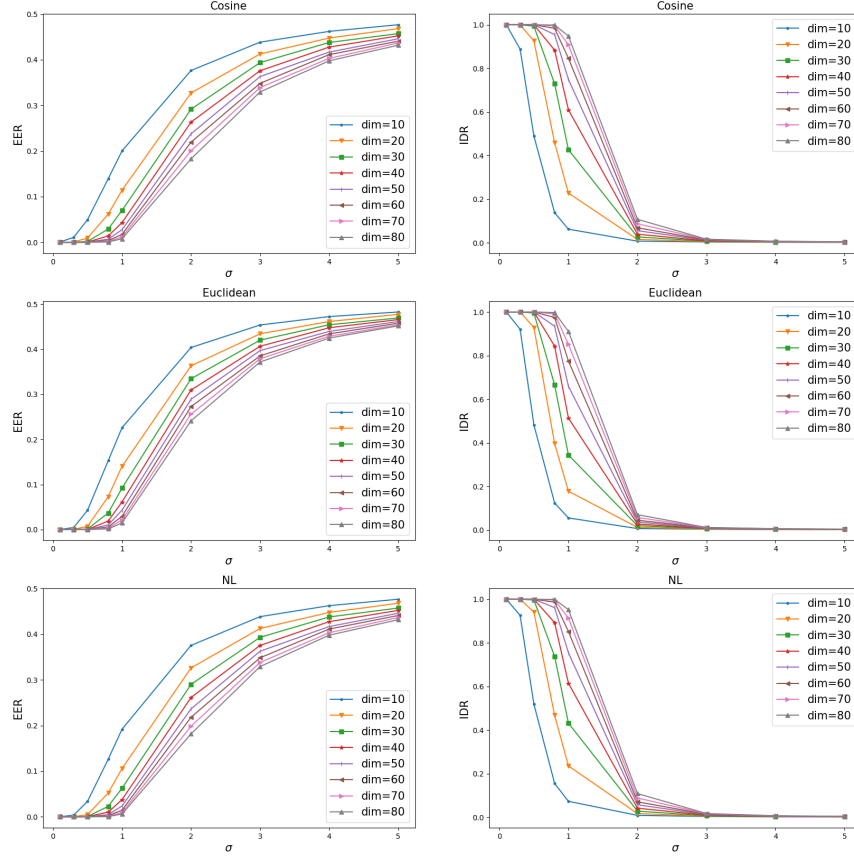 Cosine
0.5
0.4
0.3
0.2
0.1
0.0
EER
dim=10
dim=20
dim=30
dim=40
dim=50
dim=60
dim=70
dim=80
0 1 2 3 4 5
σ
Cosine
1.0
0.8
0.6
0.4
0.2
0.0
IDR
dim=10
dim=20
dim=30
dim=40
dim=50
dim=60
dim=70
dim=80
0 1 2 3 4 5
σ
Euclidean
0.5
0.4
0.3
0.2
0.1
0.0
EER
dim=10
dim=20
dim=30
dim=40
dim=50
dim=60
dim=70
dim=80
0 1 2 3 4 5
σ
Euclidean
1.0
0.8
0.6
0.4
0.2
0.0
IDR
dim=10
dim=20
dim=30
dim=40
dim=50
dim=60
dim=70
dim=80
0 1 2 3 4 5
σ
NL
0.5
0.4
0.3
0.2
0.1
0.0
EER
dim=10
dim=20
dim=30
dim=40
dim=50
dim=60
dim=70
dim=80
0 1 2 3 4 5
σ
NL
1.0
0.8
0.6
0.4
0.2
0.0
IDR
dim=10
dim=20
dim=30
dim=40
dim=50
dim=60
dim=70
dim=80
0 1 2 3 4 5
σ